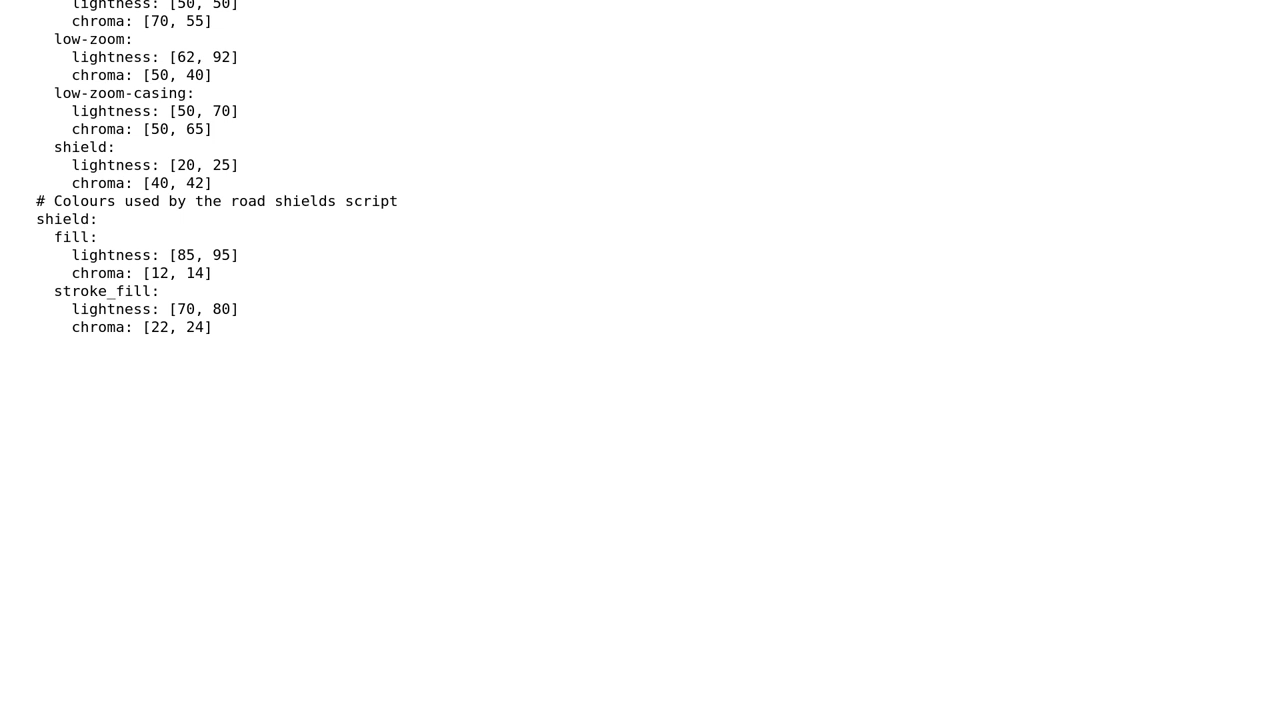 lightness: [50, 50]
chroma: [70, 55]
low-zoom:
lightness: [62, 92]
chroma: [50, 40]
low-zoom-casing:
lightness: [50, 70]
chroma: [50, 65]
shield:
lightness: [20, 25]
chroma: [40, 42]
# Colours used by the road shields script
shield:
fill:
lightness: [85, 95]
chroma: [12, 14]
stroke_fill:
lightness: [70, 80]
chroma: [22, 24]